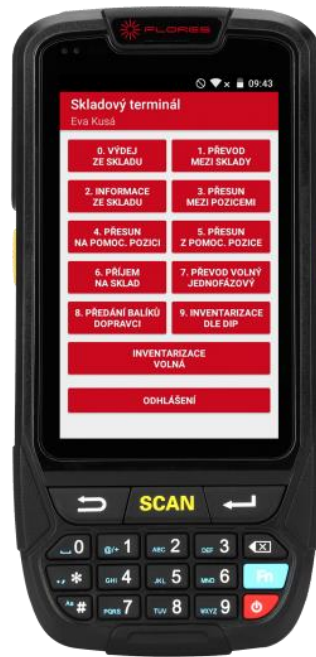 FLORES
09:43
Skladový terminál
Eva Kusá
0. VÝDEJ
ZE SKLADU
1. PŘEVOD
MEZI SKLADY
2. INFORMACE
ZE SKLADU
3. PŘESUN
MEZI POZICEMI
4. PŘESUN
NA POMOC. POZICI
5. PŘESUN
Z POMOC. POZICE
6. PŘÍJEM
NA SKLAD
7. PŘEVOD VOLNÝ
JEDNOFÁZOVÝ
8. PŘEDÁNÍ BALÍKŮ
DOPRAVCI
9. INVENTARIZACE
DLE DIP
INVENTARIZACE
VOLNÁ
ODHLÁŠENÍ
SCAN
0 @/+ 1 ABC 2 DEF 3
., * GHI 4 JKL 5 MNO 6 Fn
Aa # PQRS 7 TUV 8 WXYZ 9